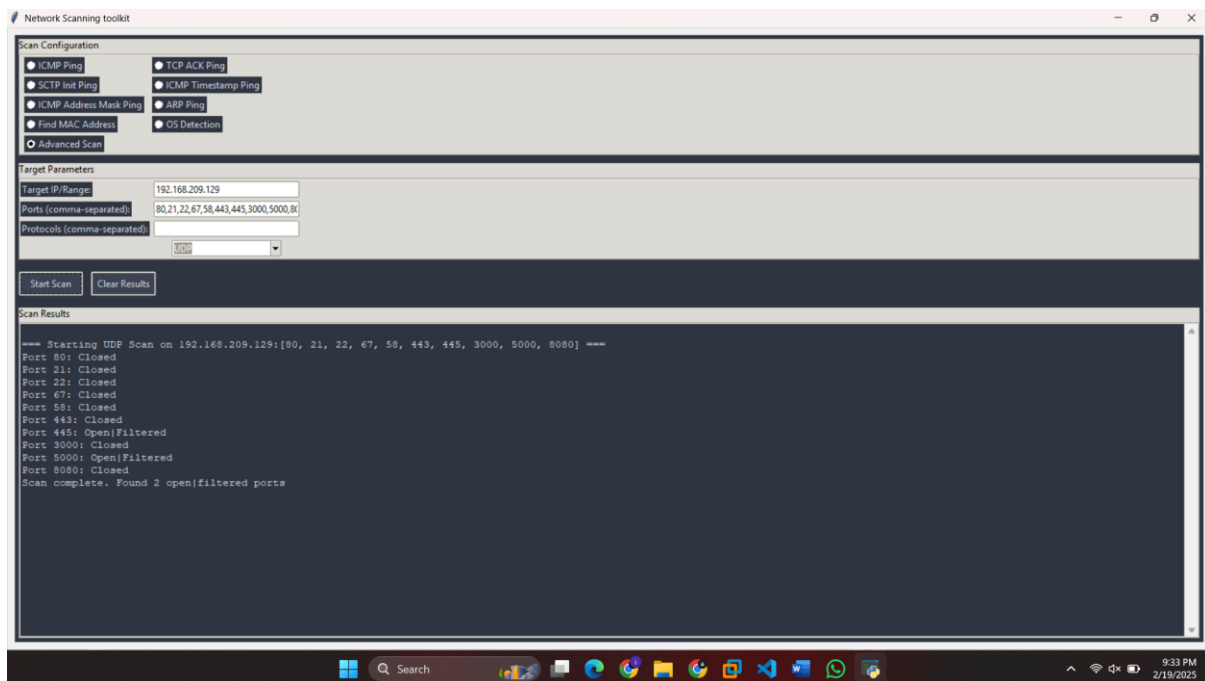 Network Scanning toolkit
Scan Configuration
ICMP Ping TCP ACK Ping
SCTP Init Ping ICMP Timestamp Ping
ICMP Address Mask Ping ARP Ping
Find MAC Address OS Detection
Advanced Scan
Target Parameters
Target IP/Range: 192.168.209.129
Ports (comma-separated): 80,21,22,67,58,443,445,3000,5000,80
Protocols (comma-separated):
UDP
Start Scan Clear Results
Scan Results
=== Starting UDP Scan on 192.168.209.129:[80, 21, 22, 67, 58, 443, 445, 3000, 5000, 8080] ===
Port 80: Closed
Port 21: Closed
Port 22: Closed
Port 67: Closed
Port 58: Closed
Port 443: Closed
Port 445: Open|Filtered
Port 3000: Closed
Port 5000: Open|Filtered
Port 8080: Closed
Scan complete. Found 2 open|filtered ports
Search
9:33 PM
2/19/2025